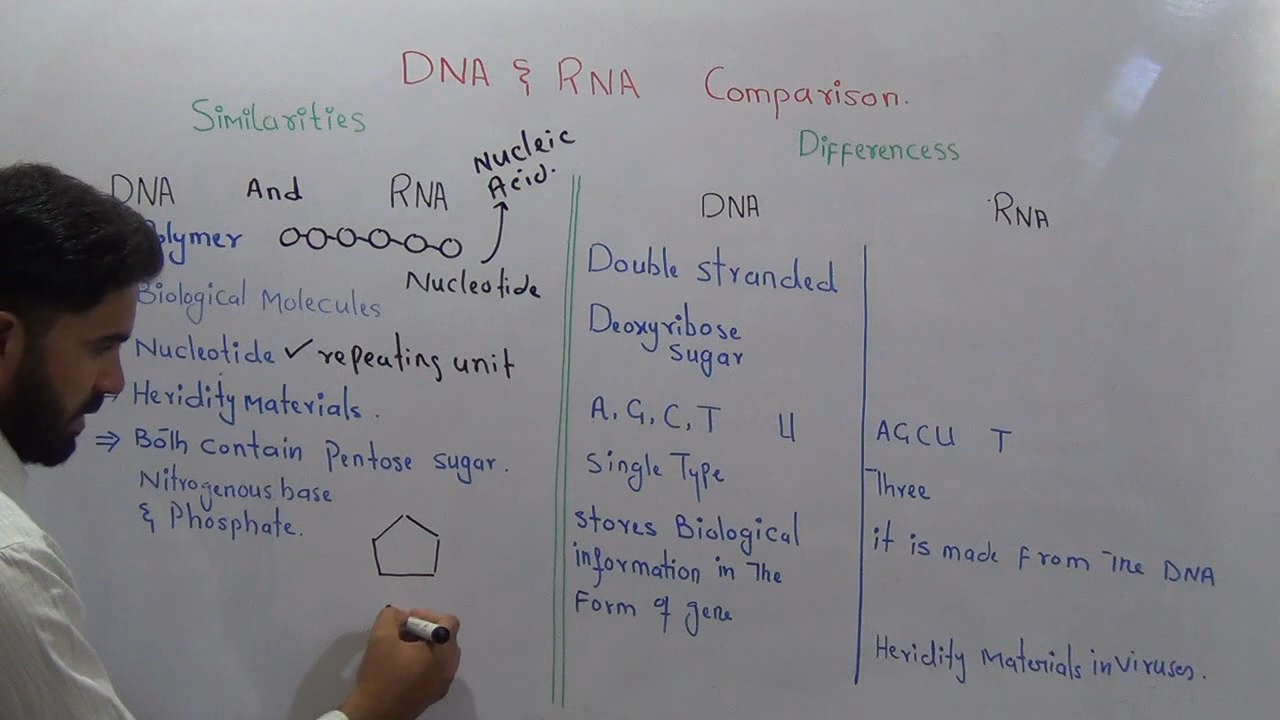 DNA & RNA Comparison.
Similarities
DNA And RNA
Polymer
Nucleotide
Nucleic
Acid.
Biological Molecules
Nucleotide ✓ repeating unit
⇒ Heridity Materials.
⇒ Both contain Pentose sugar.
Nitrogenous base
& Phosphate.
Differencess
DNA
Double stranded
Deoxyribose
sugar
A, G, C, T U
Single Type
stores Biological
information in The
Form of gene
RNA
AGCU T
Three
it is made from The DNA
Heridity Materials in viruses.